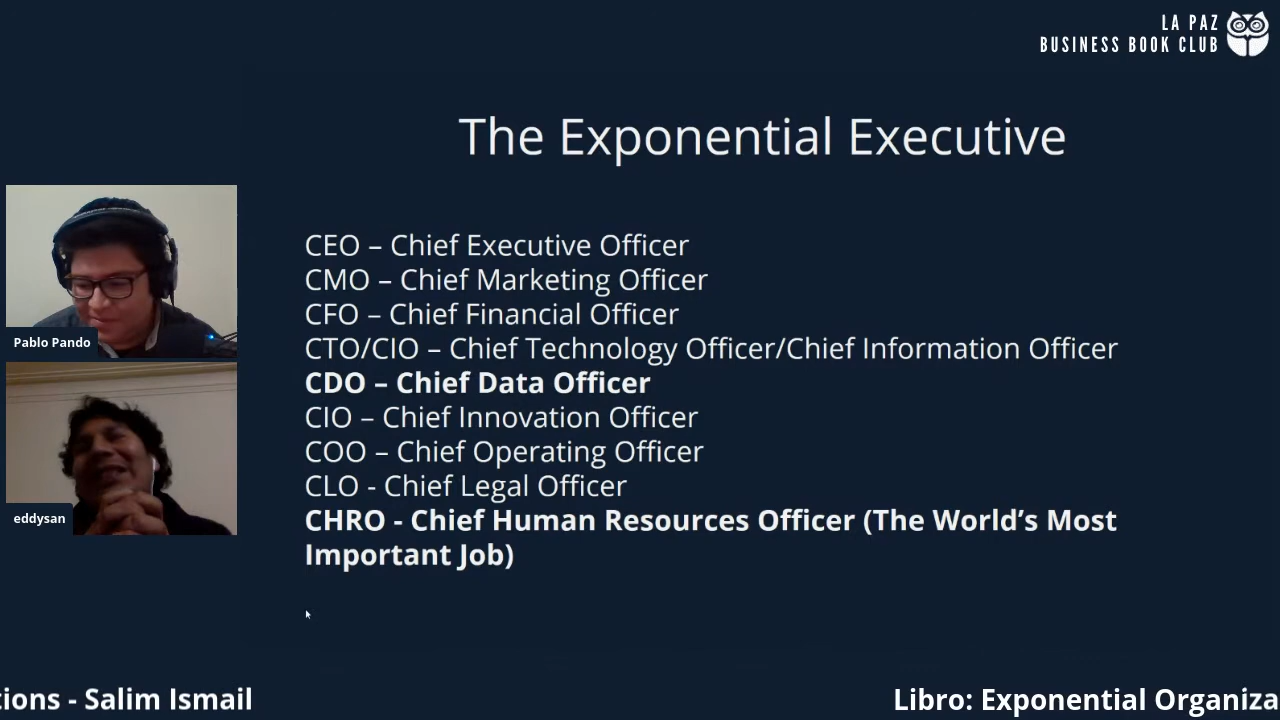 LA PAZ
BUSINESS BOOK CLUB
The Exponential Executive
CEO – Chief Executive Officer
CMO – Chief Marketing Officer
CFO – Chief Financial Officer
CTO/CIO – Chief Technology Officer/Chief Information Officer
CDO – Chief Data Officer
CIO – Chief Innovation Officer
COO – Chief Operating Officer
CLO - Chief Legal Officer
CHRO - Chief Human Resources Officer (The World’s Most
Important Job)
Pablo Pando
eddysan
tions - Salim Ismail
Libro: Exponential Organiza